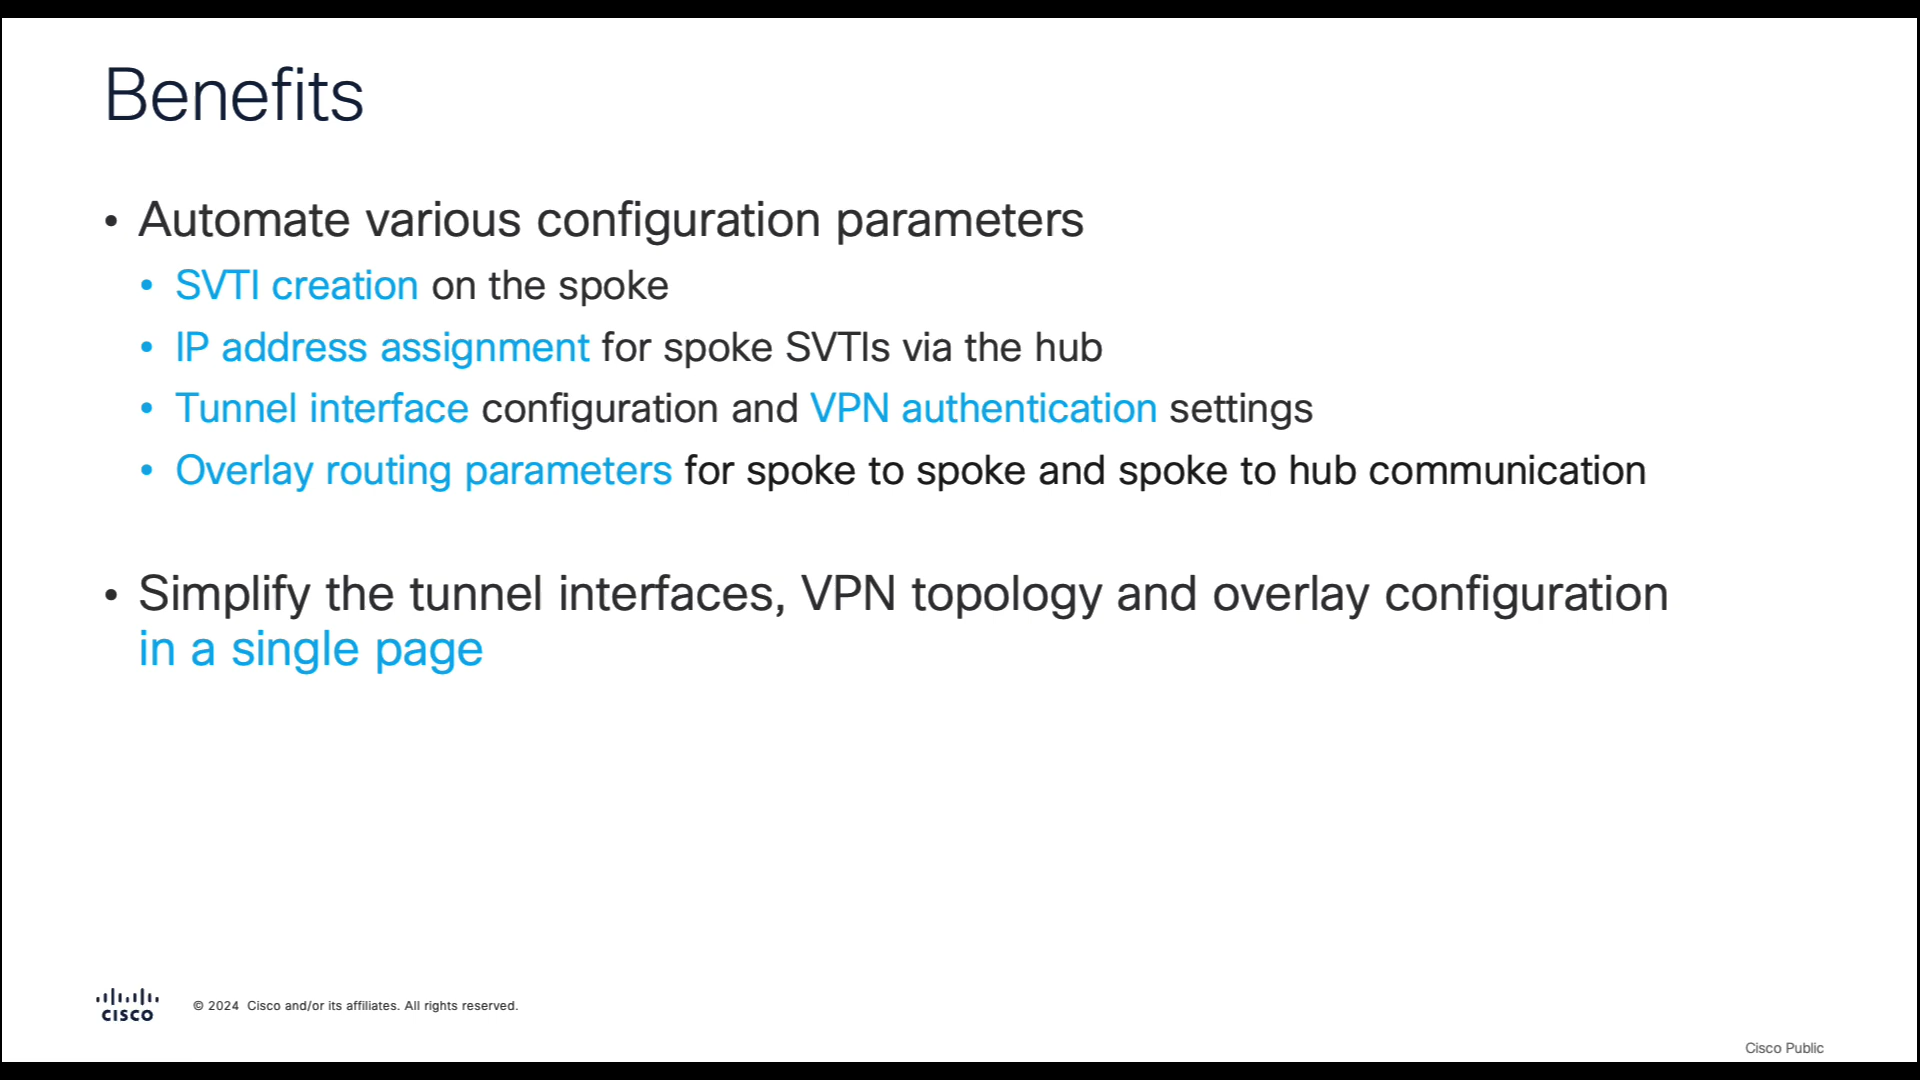 Benefits
• Automate various configuration parameters
• SVTI creation on the spoke
• IP address assignment for spoke SVTIs via the hub
• Tunnel interface configuration and VPN authentication settings
• Overlay routing parameters for spoke to spoke and spoke to hub communication
• Simplify the tunnel interfaces, VPN topology and overlay configuration
in a single page
CISCO
© 2024 Cisco and/or its affiliates. All rights reserved.
Cisco Public